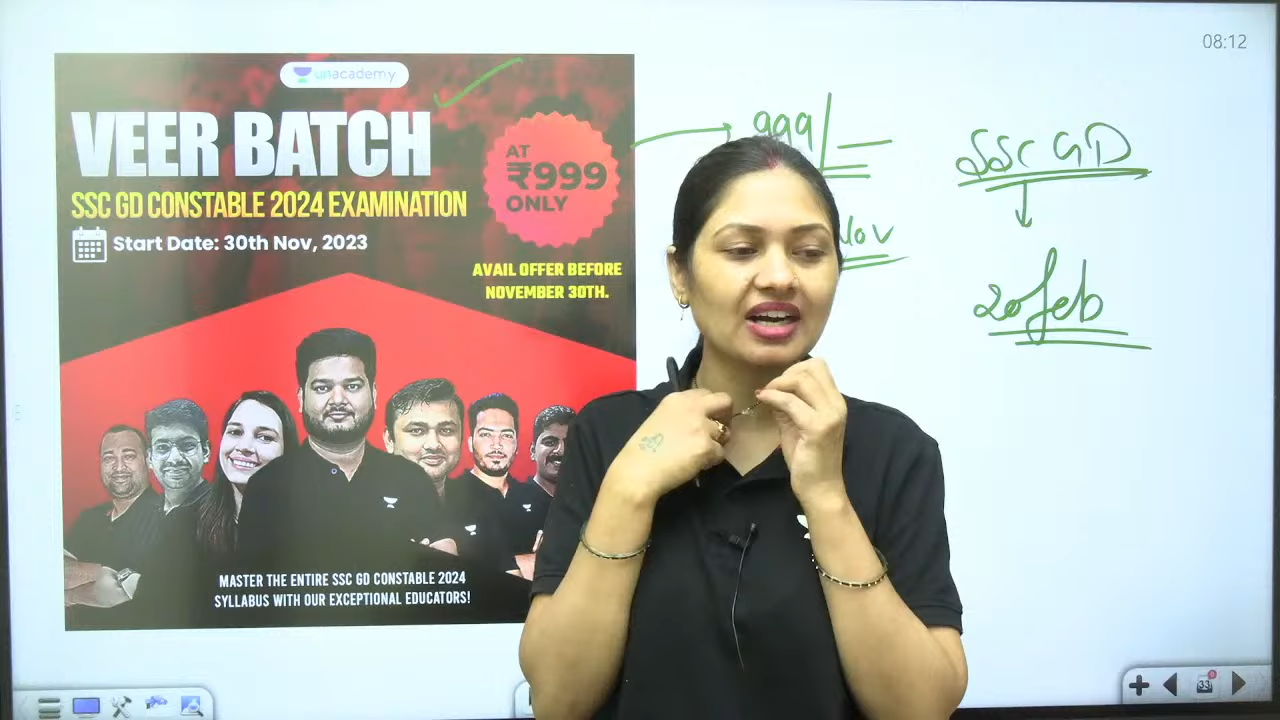 08:12
unacademy
VEER BATCH
SSC GD CONSTABLE 2024 EXAMINATION
Start Date: 30th Nov, 2023
AT
₹999
ONLY
AVAIL OFFER BEFORE
NOVEMBER 30TH.
MASTER THE ENTIRE SSC GD CONSTABLE 2024
SYLLABUS WITH OUR EXCEPTIONAL EDUCATORS!
999/-
Nov
SSC GD
20 feb
33